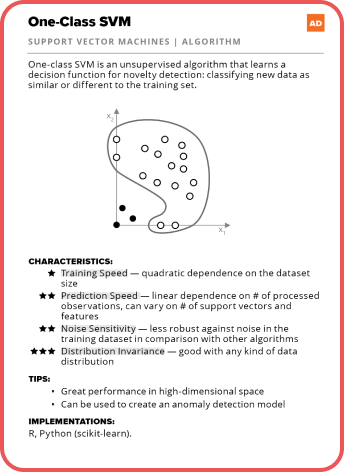 One-Class SVM
AD
SUPPORT VECTOR MACHINES | ALGORITHM
One-class SVM is an unsupervised algorithm that learns a
decision function for novelty detection: classifying new data as
similar or different to the training set.
x2
x1
CHARACTERISTICS:
★ Training Speed — quadratic dependence on the dataset
size
★★ Prediction Speed — linear dependence on # of processed
observations, can vary on # of support vectors and
features
★★ Noise Sensitivity — less robust against noise in the
training dataset in comparison with other algorithms
★★★ Distribution Invariance — good with any kind of data
distribution
TIPS:
• Great performance in high-dimensional space
• Can be used to create an anomaly detection model
IMPLEMENTATIONS:
R, Python (scikit-learn).